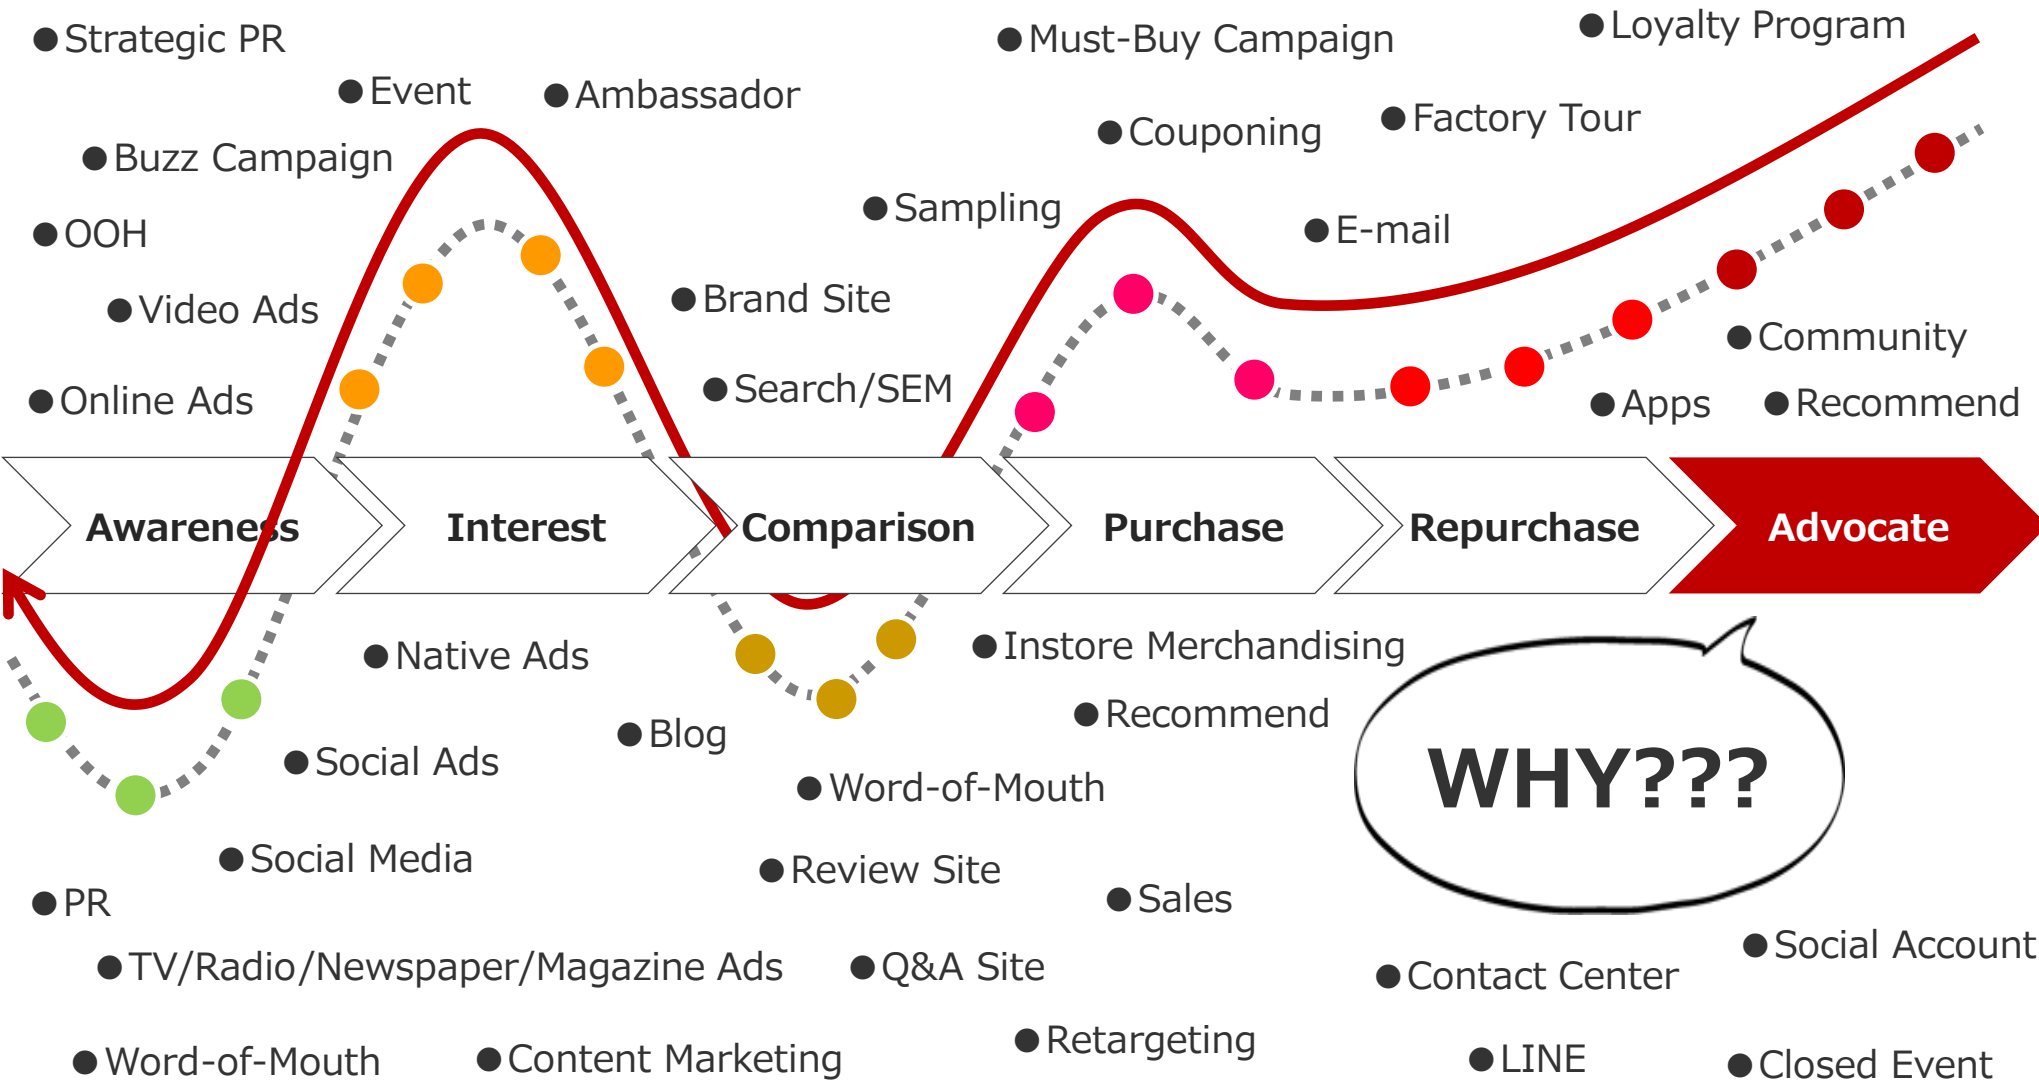 ●Strategic PR
●Must-Buy Campaign
●Loyalty Program
●Event
●Ambassador
●Couponing
●Factory Tour
●Buzz Campaign
●Sampling
●E-mail
●OOH
●Video Ads
●Brand Site
●Community
●Online Ads
●Search/SEM
●Apps
●Recommend
Awareness
Interest
Comparison
Purchase
Repurchase
Advocate
●Native Ads
●Instore Merchandising
●Blog
●Recommend
●Social Ads
●Word-of-Mouth
WHY???
●Social Media
●Review Site
●PR
●Sales
●TV/Radio/Newspaper/Magazine Ads
●Q&A Site
●Contact Center
●Social Account
●Word-of-Mouth
●Content Marketing
●Retargeting
●LINE
●Closed Event